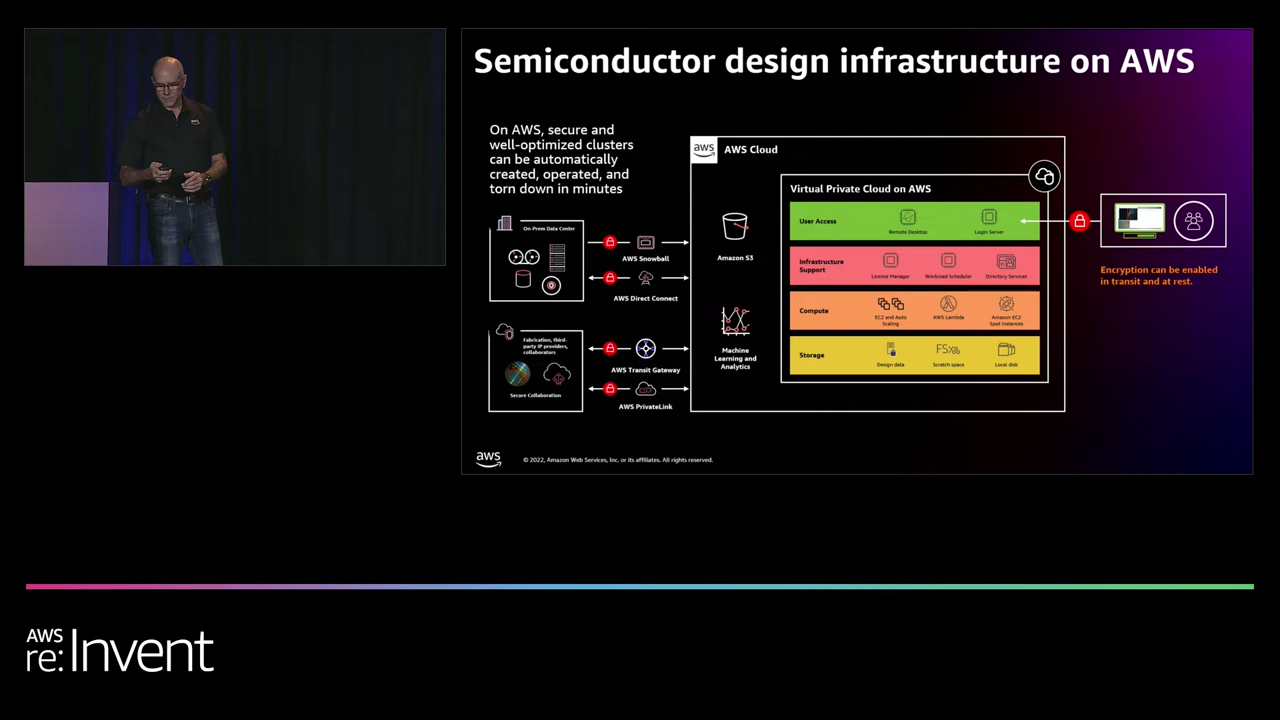 Semiconductor design infrastructure on AWS
On AWS, secure and
well-optimized clusters
can be automatically
created, operated, and
torn down in minutes
On-Prem Data Center
AWS Snowball
AWS Direct Connect
Fabrication, third-
party IP providers,
collaborators
Secure Collaboration
AWS Transit Gateway
AWS PrivateLink
aws
AWS Cloud
Amazon S3
Machine
Learning and
Analytics
Virtual Private Cloud on AWS
User Access
Remote Desktop
Login Server
Infrastructure
Support
License Manager
Workload Scheduler
Directory Services
Compute
EC2 and Auto
Scaling
AWS Lambda
Amazon EC2
Spot Instances
Storage
Design data
FSx
Scratch space
Local disk
Encryption can be enabled
in transit and at rest.
aws
© 2022, Amazon Web Services, Inc. or its affiliates. All rights reserved.
AWS
re:Invent